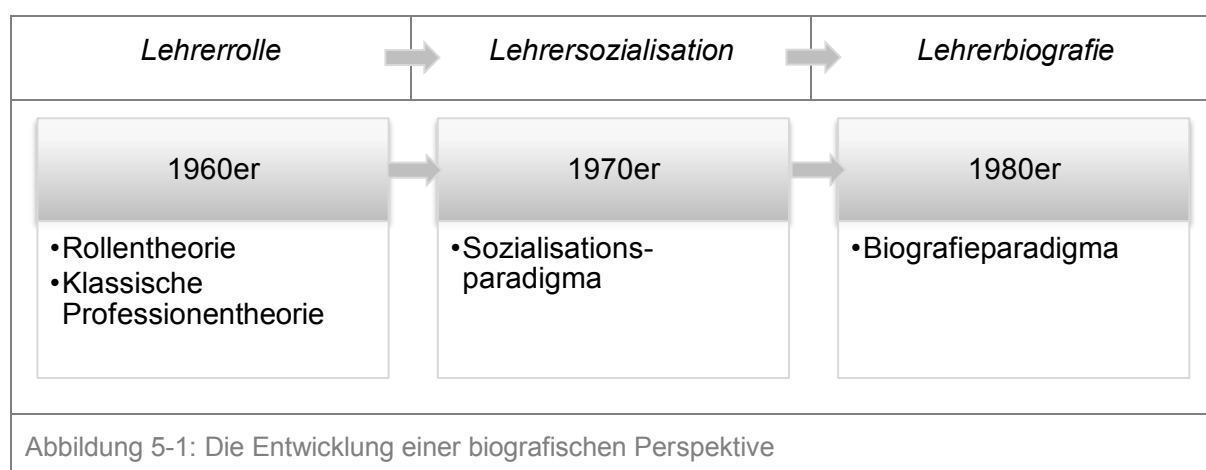 Lehrerrolle
Lehrersozialisation
Lehrerbiografie
1960er
1970er
1980er
•Rollentheorie
•Klassische
Professionentheorie
•Sozialisations-
paradigma
•Biografieparadigma
Abbildung 5-1: Die Entwicklung einer biografischen Perspektive